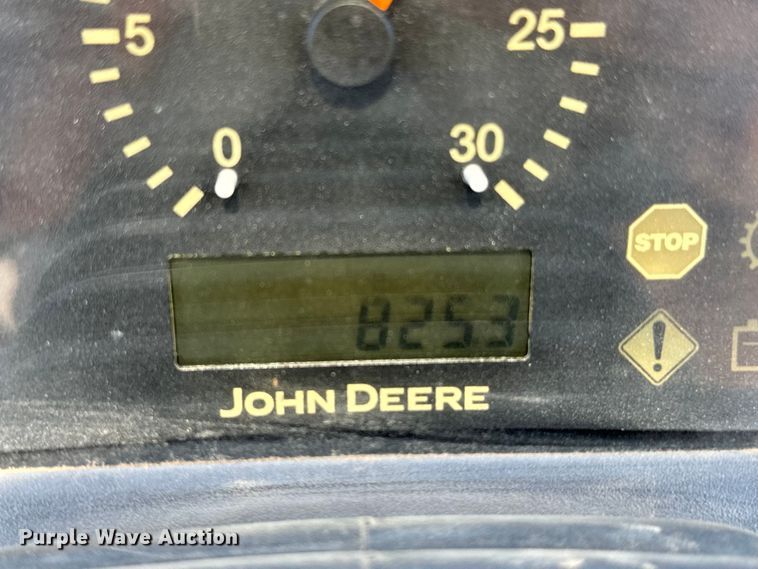 5 25
0 30
STOP
8253
!
JOHN DEERE
Purple Wave Auction